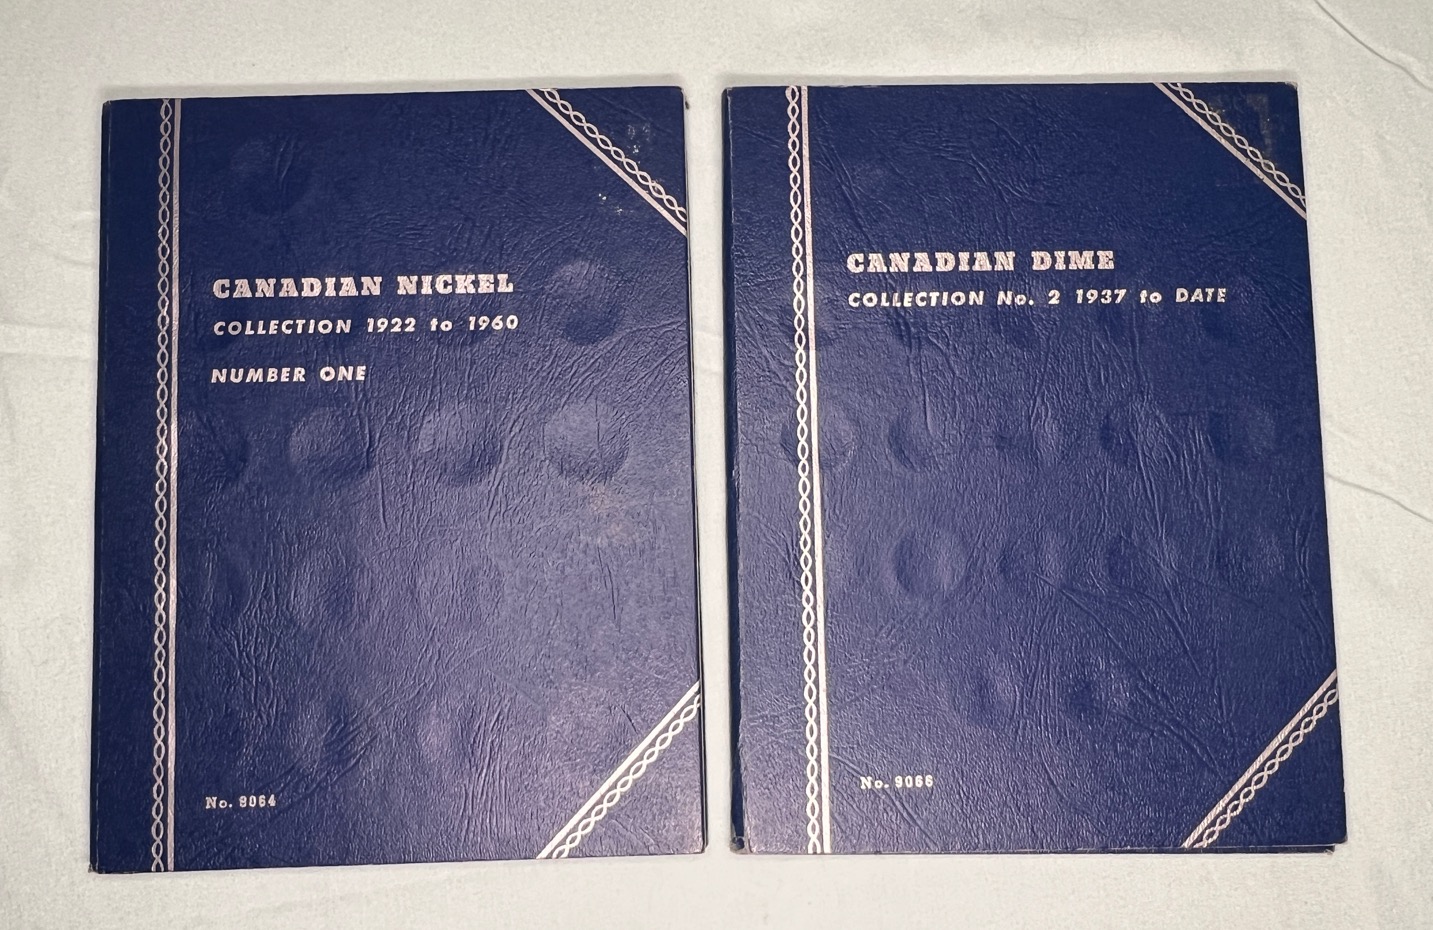 CANADIAN NICKEL
COLLECTION 1922 to 1960
NUMBER ONE
No. 9064
CANADIAN DIME
COLLECTION No. 2 1937 to DATE
No. 9066